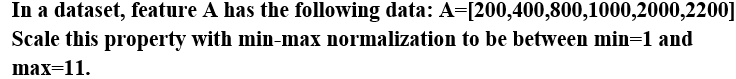 In a dataset, feature A has the following data: A=[200,400,800,1000,2000,2200]
Scale this property with min-max normalization to be between min=1 and
max=11.